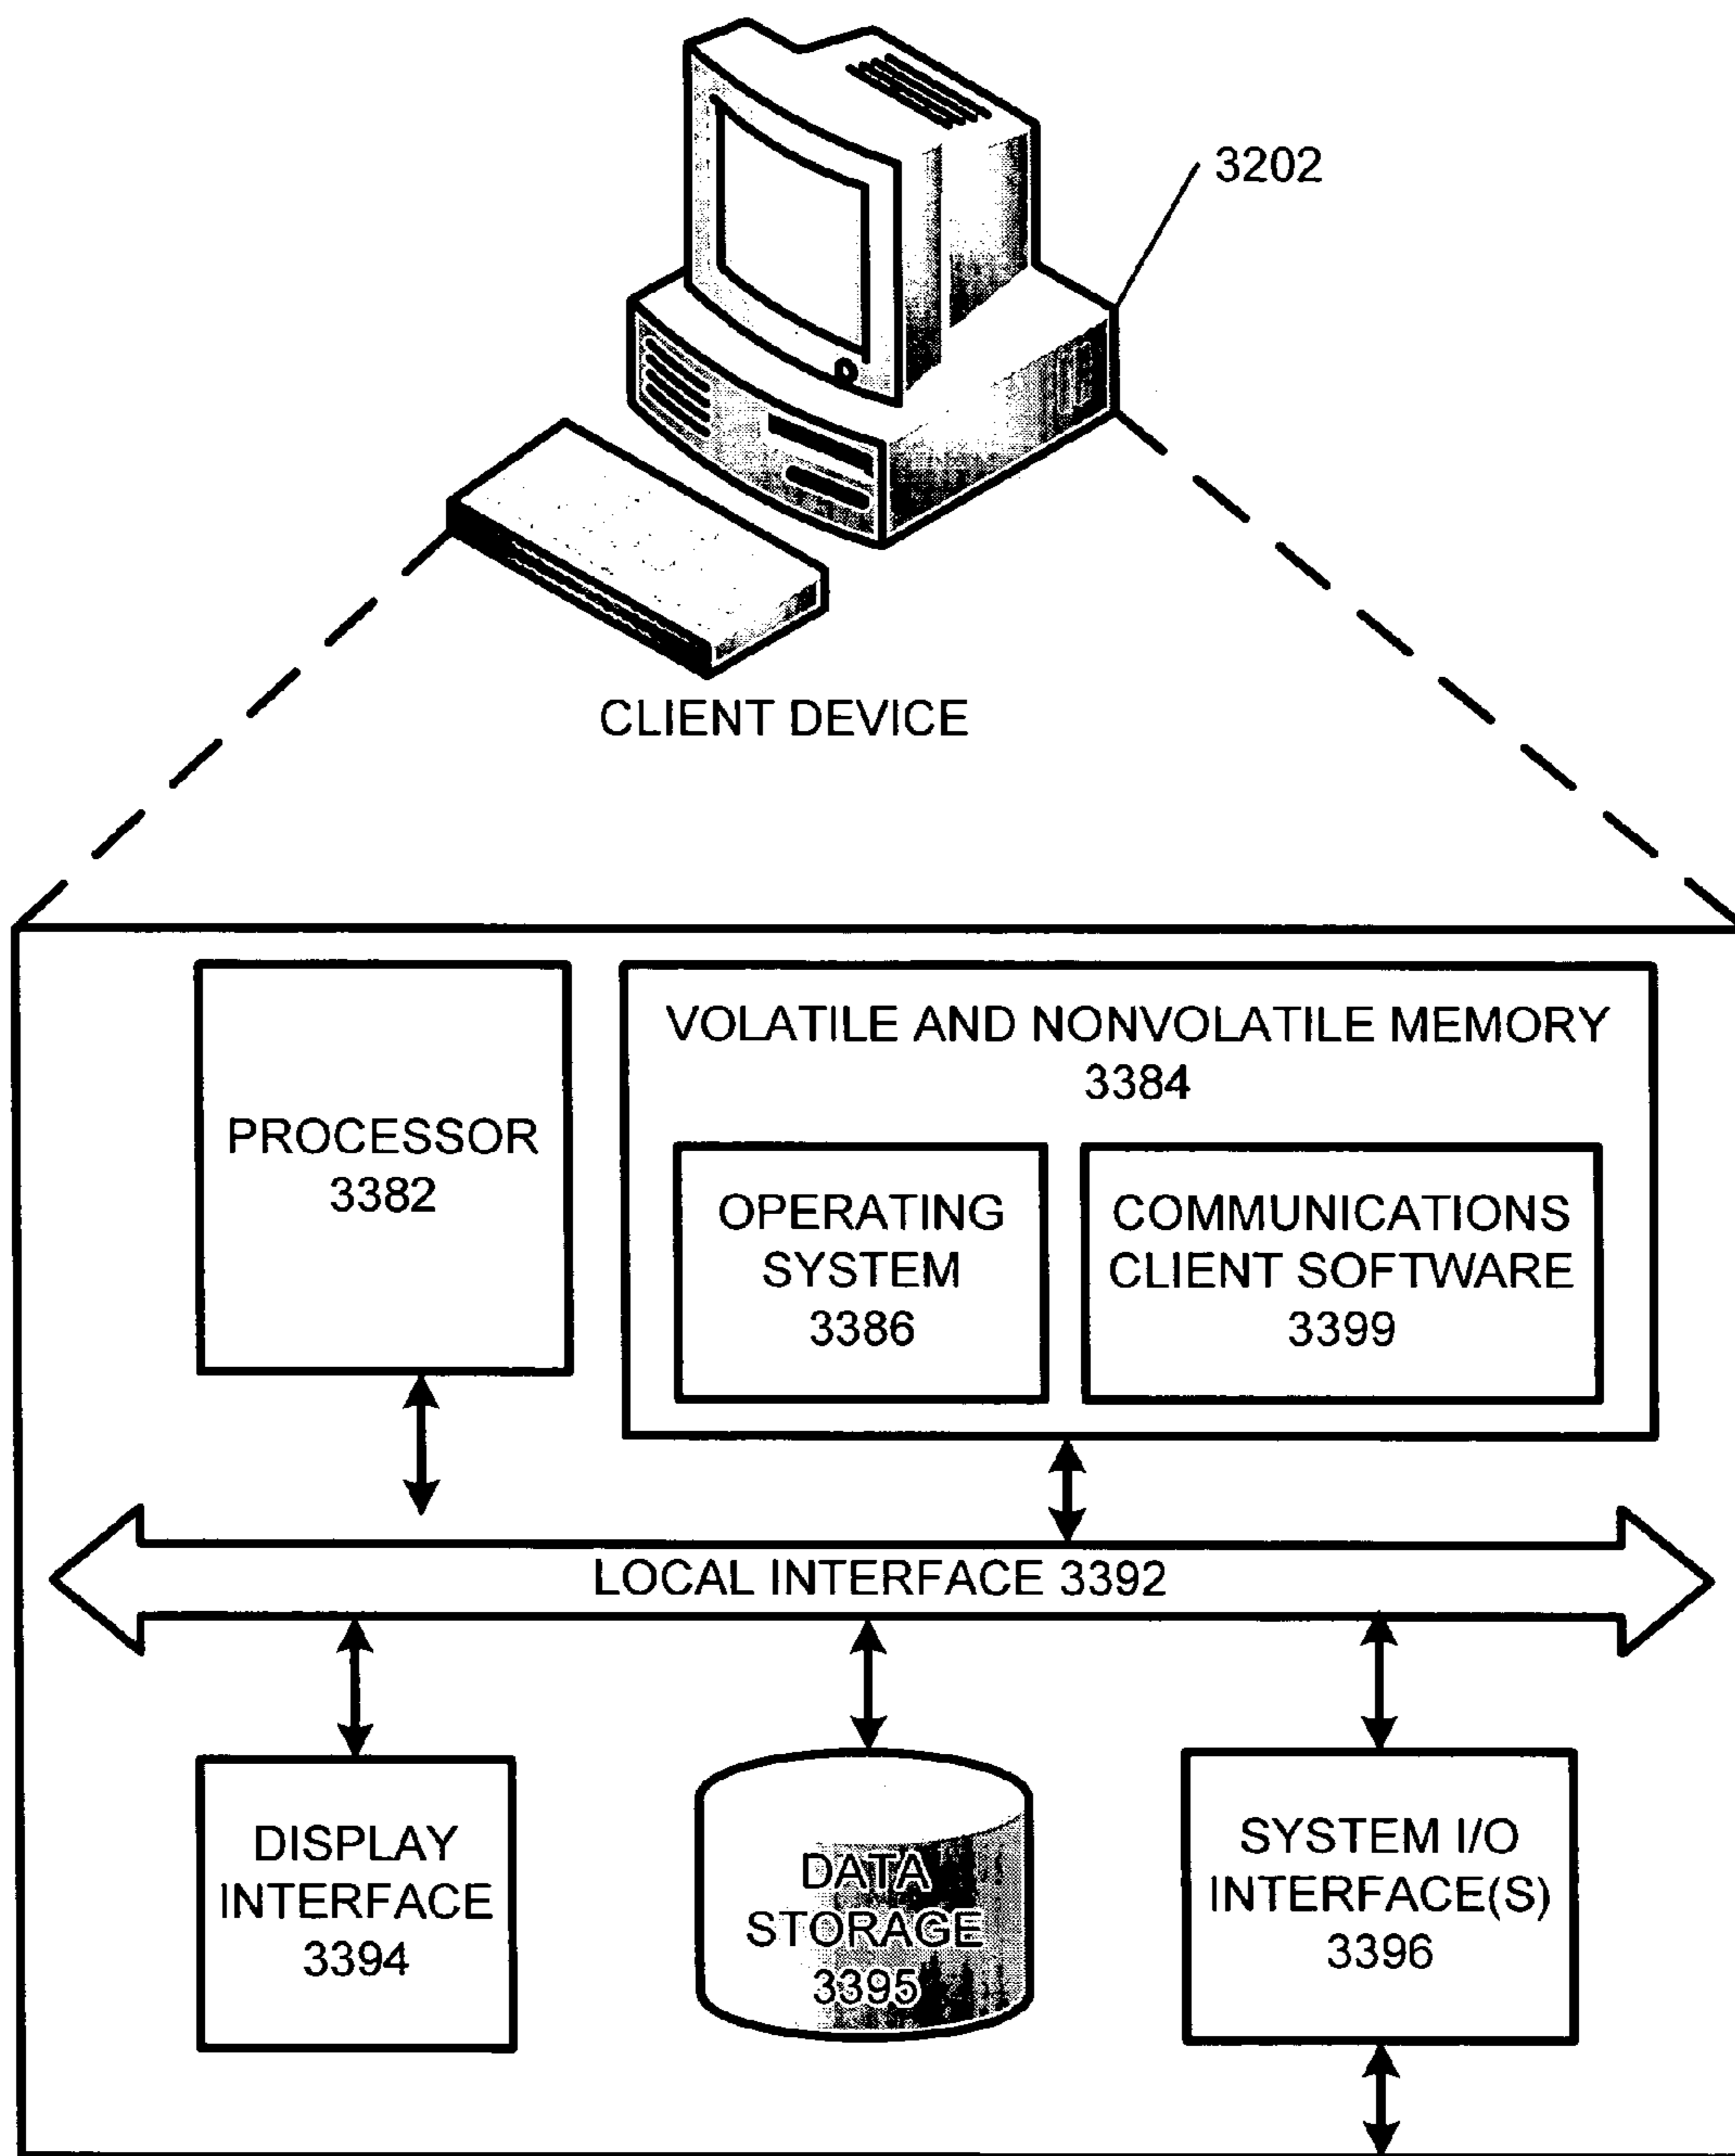 3202
CLIENT DEVICE
PROCESSOR
3382
VOLATILE AND NONVOLATILE MEMORY
3384
OPERATING
SYSTEM
3386
COMMUNICATIONS
CLIENT SOFTWARE
3399
LOCAL INTERFACE 3392
DISPLAY
INTERFACE
3394
DATA
STORAGE
3395
SYSTEM I/O
INTERFACE(S)
3396